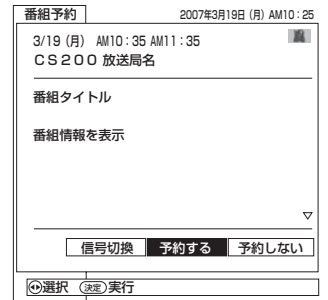 番組予約 2007年3月19日 (月) AM10：25
3/19 (月) AM10：35 AM11：35
ＣＳ２００ 放送局名
番組タイトル
番組情報を表示
▽
信号切換 予約する 予約しない
選択 決定 実行